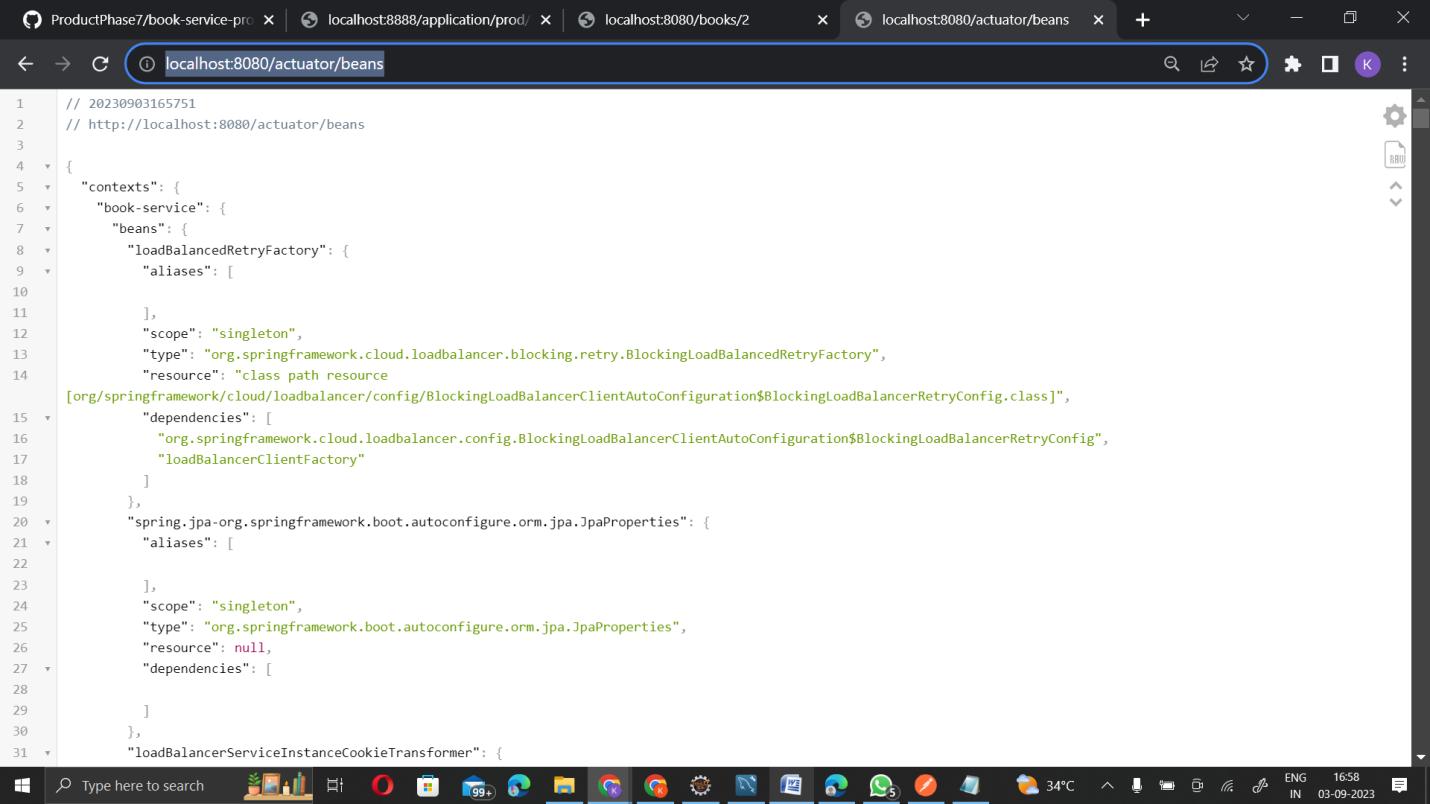 ProductPhase7/book-service-pro
localhost:8888/application/prod/
localhost:8080/books/2
localhost:8080/actuator/beans
localhost:8080/actuator/beans
K
1 // 20230903165751
2 // http://localhost:8080/actuator/beans
3
4 {
5 "contexts": {
6 "book-service": {
7 "beans": {
8 "loadBalancedRetryFactory": {
9 "aliases": [
10
11 ],
12 "scope": "singleton",
13 "type": "org.springframework.cloud.loadbalancer.blocking.retry.BlockingLoadBalancedRetryFactory",
14 "resource": "class path resource
[org/springframework/cloud/loadbalancer/config/BlockingLoadBalancerClientAutoConfiguration$BlockingLoadBalancerRetryConfig.class]",
15 "dependencies": [
16 "org.springframework.cloud.loadbalancer.config.BlockingLoadBalancerClientAutoConfiguration$BlockingLoadBalancerRetryConfig",
17 "loadBalancerClientFactory"
18 ]
19 },
20 "spring.jpa-org.springframework.boot.autoconfigure.orm.jpa.JpaProperties": {
21 "aliases": [
22
23 ],
24 "scope": "singleton",
25 "type": "org.springframework.boot.autoconfigure.orm.jpa.JpaProperties",
26 "resource": null,
27 "dependencies": [
28
29 ]
30 },
31 "loadBalancerServiceInstanceCookieTransformer": {
RAW
Type here to search
99+
K
K
5
34°C
ENG
IN
16:58
03-09-2023